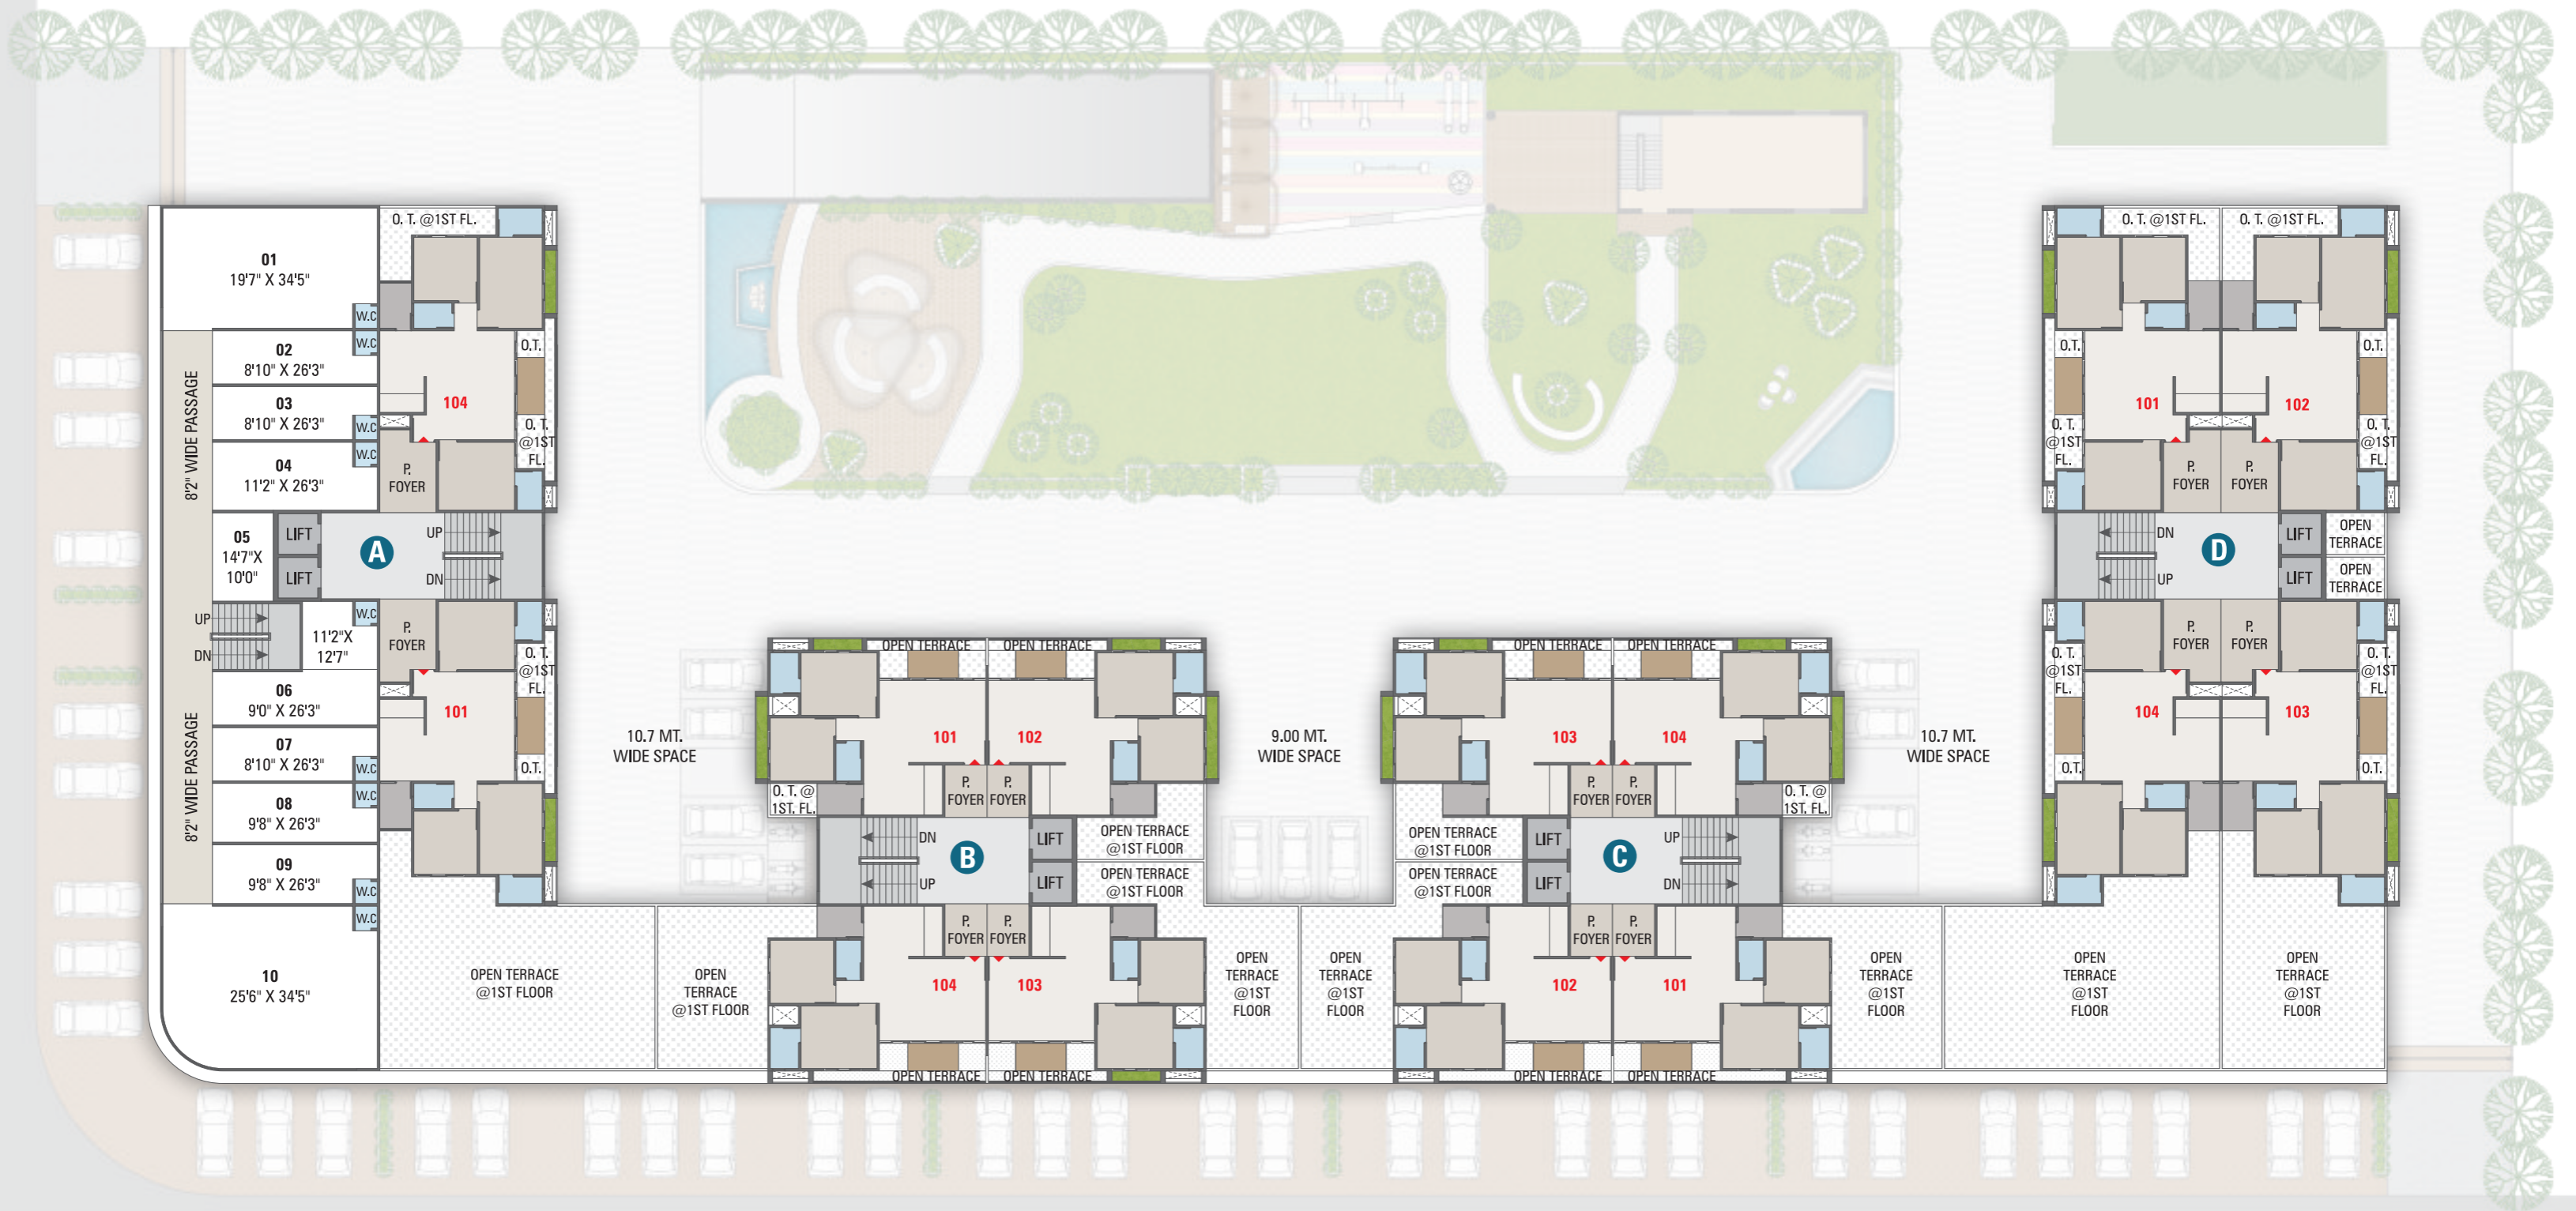 O. T. @1ST FL.
01
19'7" X 34'5"
W.C
W.C
02
8'10" X 26'3"
O.T.
03
8'10" X 26'3"
104
W.C
W.C
O. T.
@1ST
FL.
04
11'2" X 26'3"
P.
FOYER
8'2" WIDE PASSAGE
05
14'7"X
10'0"
LIFT
LIFT
A
UP
DN
UP
DN
11'2"X
12'7"
W.C
P.
FOYER
O. T.
@1ST
FL.
06
9'0" X 26'3"
101
07
8'10" X 26'3"
W.C
W.C
O.T.
8'2" WIDE PASSAGE
08
9'8" X 26'3"
09
9'8" X 26'3"
W.C
W.C
10
25'6" X 34'5"
OPEN TERRACE
@1ST FLOOR
OPEN
TERRACE
@1ST FLOOR
10.7 MT.
WIDE SPACE
OPEN TERRACE
OPEN TERRACE
101
102
P.
FOYER
P.
FOYER
O. T. @
1ST. FL.
DN
UP
B
LIFT
LIFT
OPEN TERRACE
@1ST FLOOR
OPEN TERRACE
@1ST FLOOR
P.
FOYER
P.
FOYER
104
103
OPEN TERRACE
OPEN TERRACE
9.00 MT.
WIDE SPACE
OPEN
TERRACE
@1ST
FLOOR
OPEN
TERRACE
@1ST
FLOOR
OPEN TERRACE
OPEN TERRACE
103
104
P.
FOYER
P.
FOYER
O. T. @
1ST. FL.
OPEN TERRACE
@1ST FLOOR
OPEN TERRACE
@1ST FLOOR
LIFT
LIFT
C
UP
DN
P.
FOYER
P.
FOYER
102
101
OPEN TERRACE
OPEN TERRACE
10.7 MT.
WIDE SPACE
OPEN
TERRACE
@1ST
FLOOR
O. T. @1ST FL.
O. T. @1ST FL.
O.T.
O.T.
101
102
O. T.
@1ST
FL.
O. T.
@1ST
FL.
P.
FOYER
P.
FOYER
DN
UP
D
LIFT
LIFT
OPEN
TERRACE
OPEN
TERRACE
P.
FOYER
P.
FOYER
O. T.
@1ST
FL.
O. T.
@1ST
FL.
104
103
O.T.
O.T.
OPEN
TERRACE
@1ST
FLOOR
OPEN
TERRACE
@1ST
FLOOR